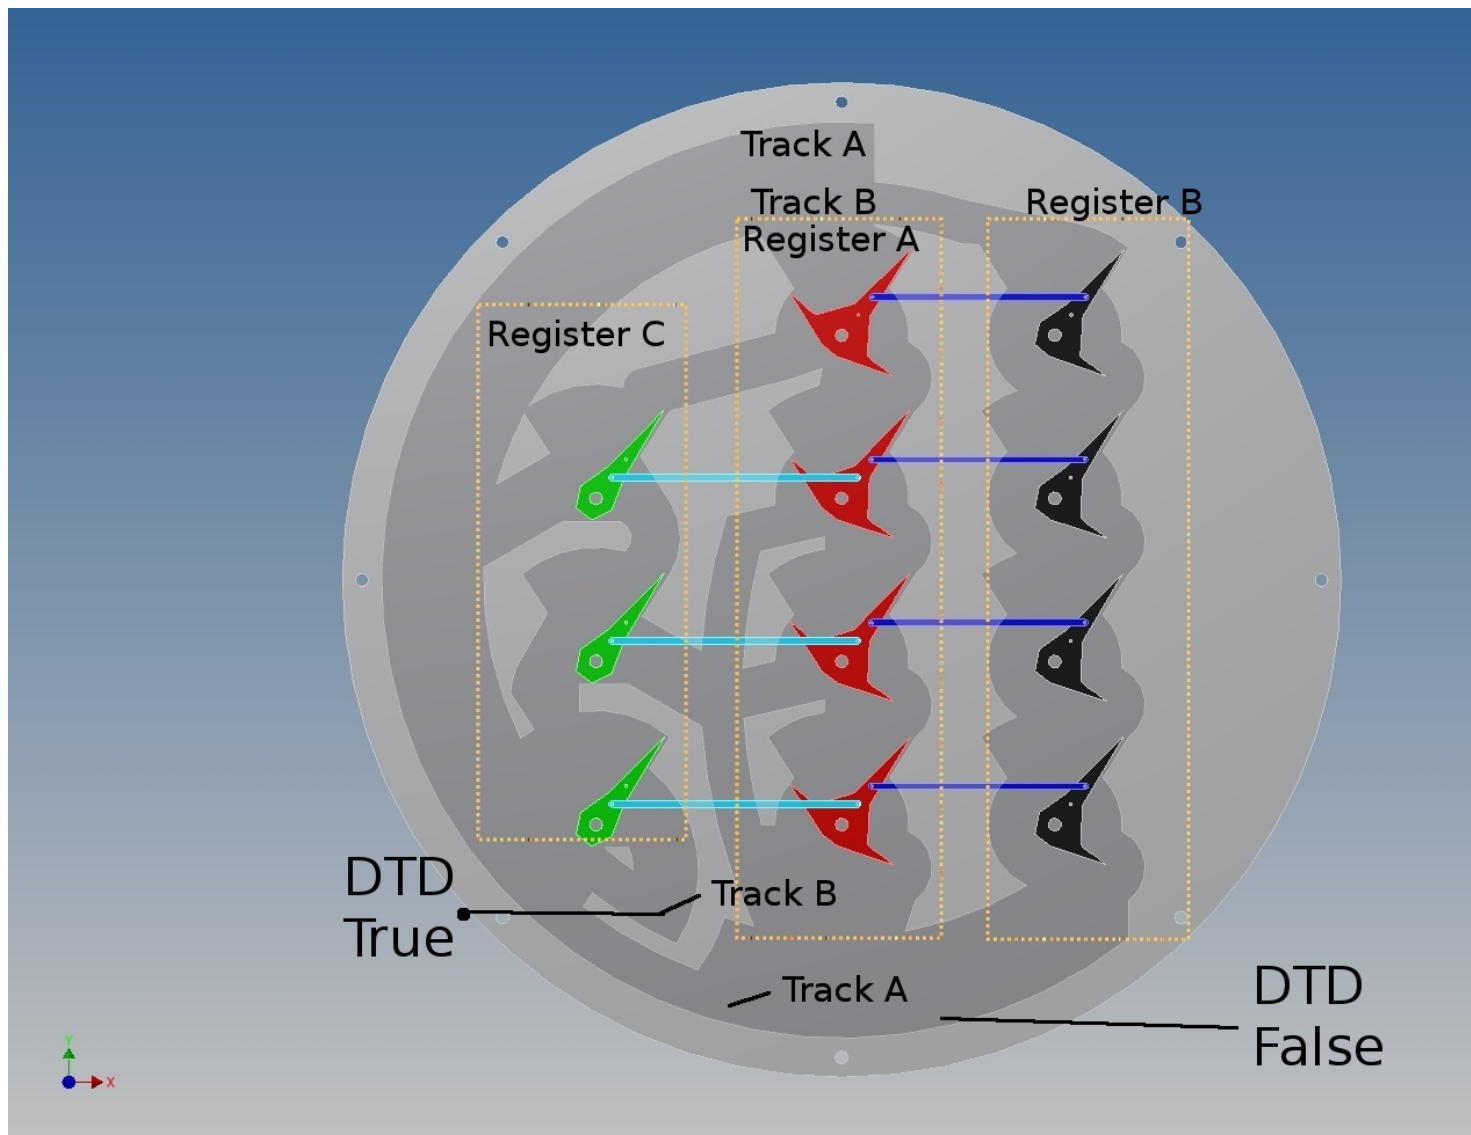 Track A
Track B
Register B
Register A
Register C
DTD
True
Track B
Track A
DTD
False
Y
X